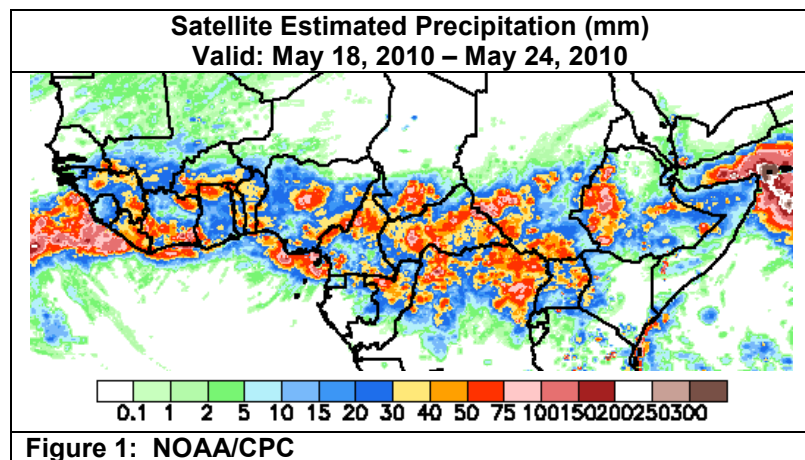 Satellite Estimated Precipitation (mm)
Valid: May 18, 2010 – May 24, 2010
0.1 1 2 5 10 15 20 30 40 50 75 100150200250300
Figure 1: NOAA/CPC